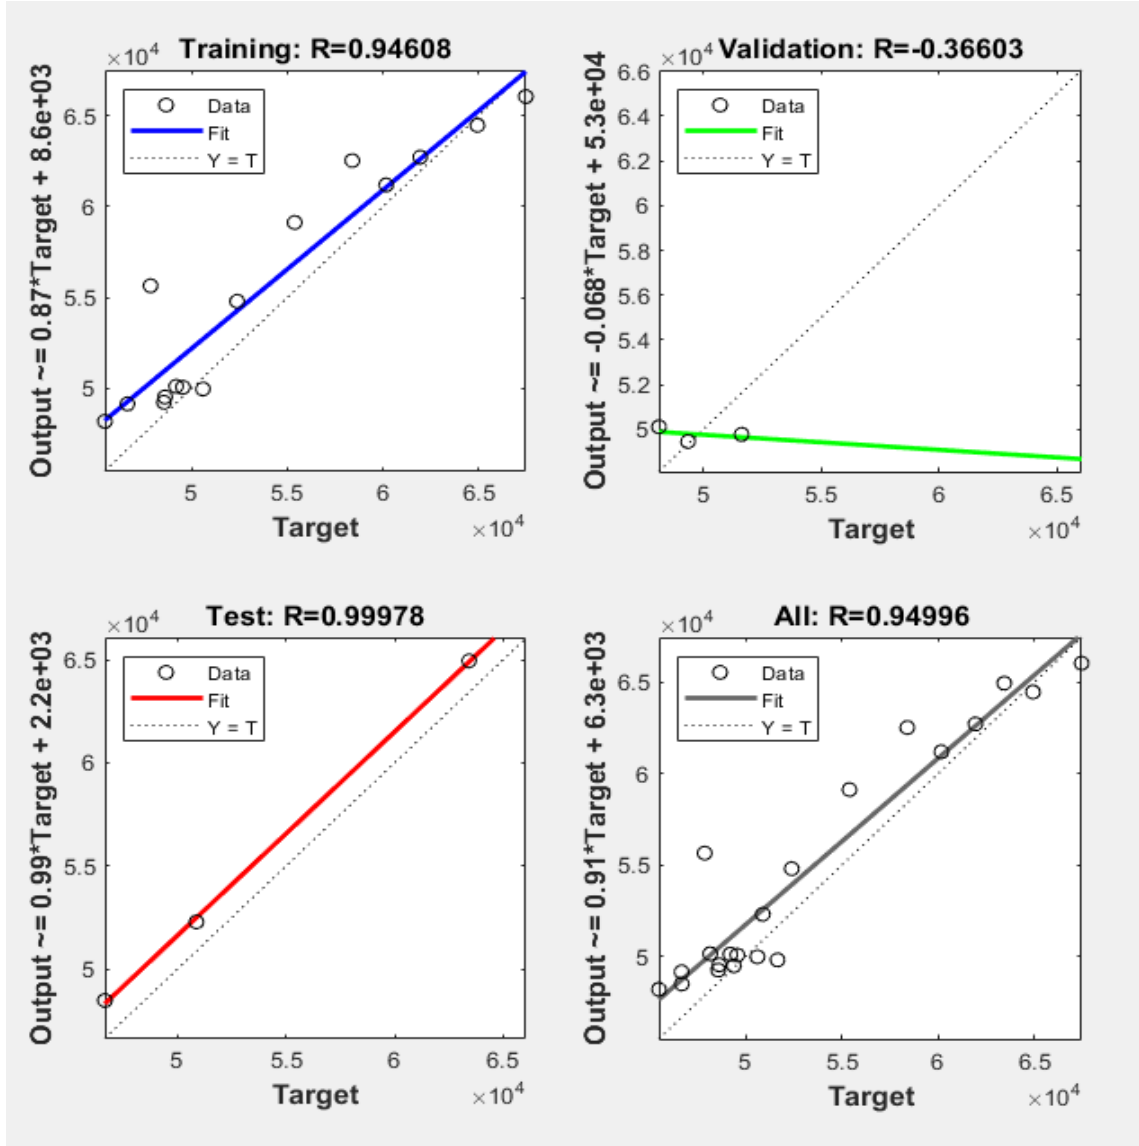 ×10⁴
Training: R=0.94608
Output ~= 0.87*Target + 8.6e+03
6.5
6
5.5
5
Data
Fit
Y = T
5
5.5
6
6.5
Target
×10⁴
×10⁴
Validation: R=-0.36603
Output ~= -0.068*Target + 5.3e+04
6.6
6.4
6.2
6
5.8
5.6
5.4
5.2
5
Data
Fit
Y = T
5
5.5
6
6.5
Target
×10⁴
×10⁴
Test: R=0.99978
Output ~= 0.99*Target + 2.2e+03
6.5
6
5.5
5
Data
Fit
Y = T
5
5.5
6
6.5
Target
×10⁴
×10⁴
All: R=0.94996
Output ~= 0.91*Target + 6.3e+03
6.5
6
5.5
5
Data
Fit
Y = T
5
5.5
6
6.5
Target
×10⁴